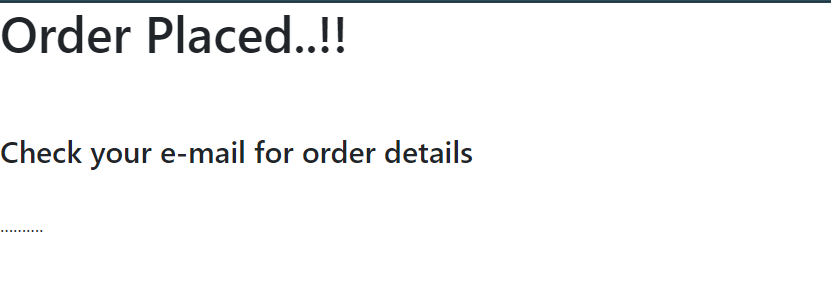 Order Placed..!!
Check your e-mail for order details
..........